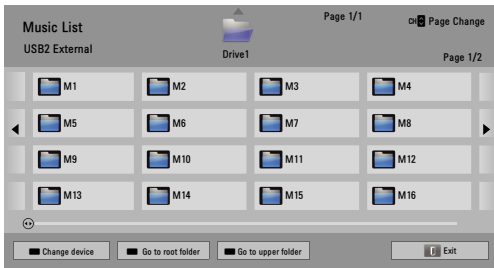 Music List
Page 1/1
CH Page Change
USB2 External
Drive1
Page 1/2
M1
M2
M3
M4
M5
M6
M7
M8
M9
M10
M11
M12
M13
M14
M15
M16
Change device
Go to root folder
Go to upper folder
Exit